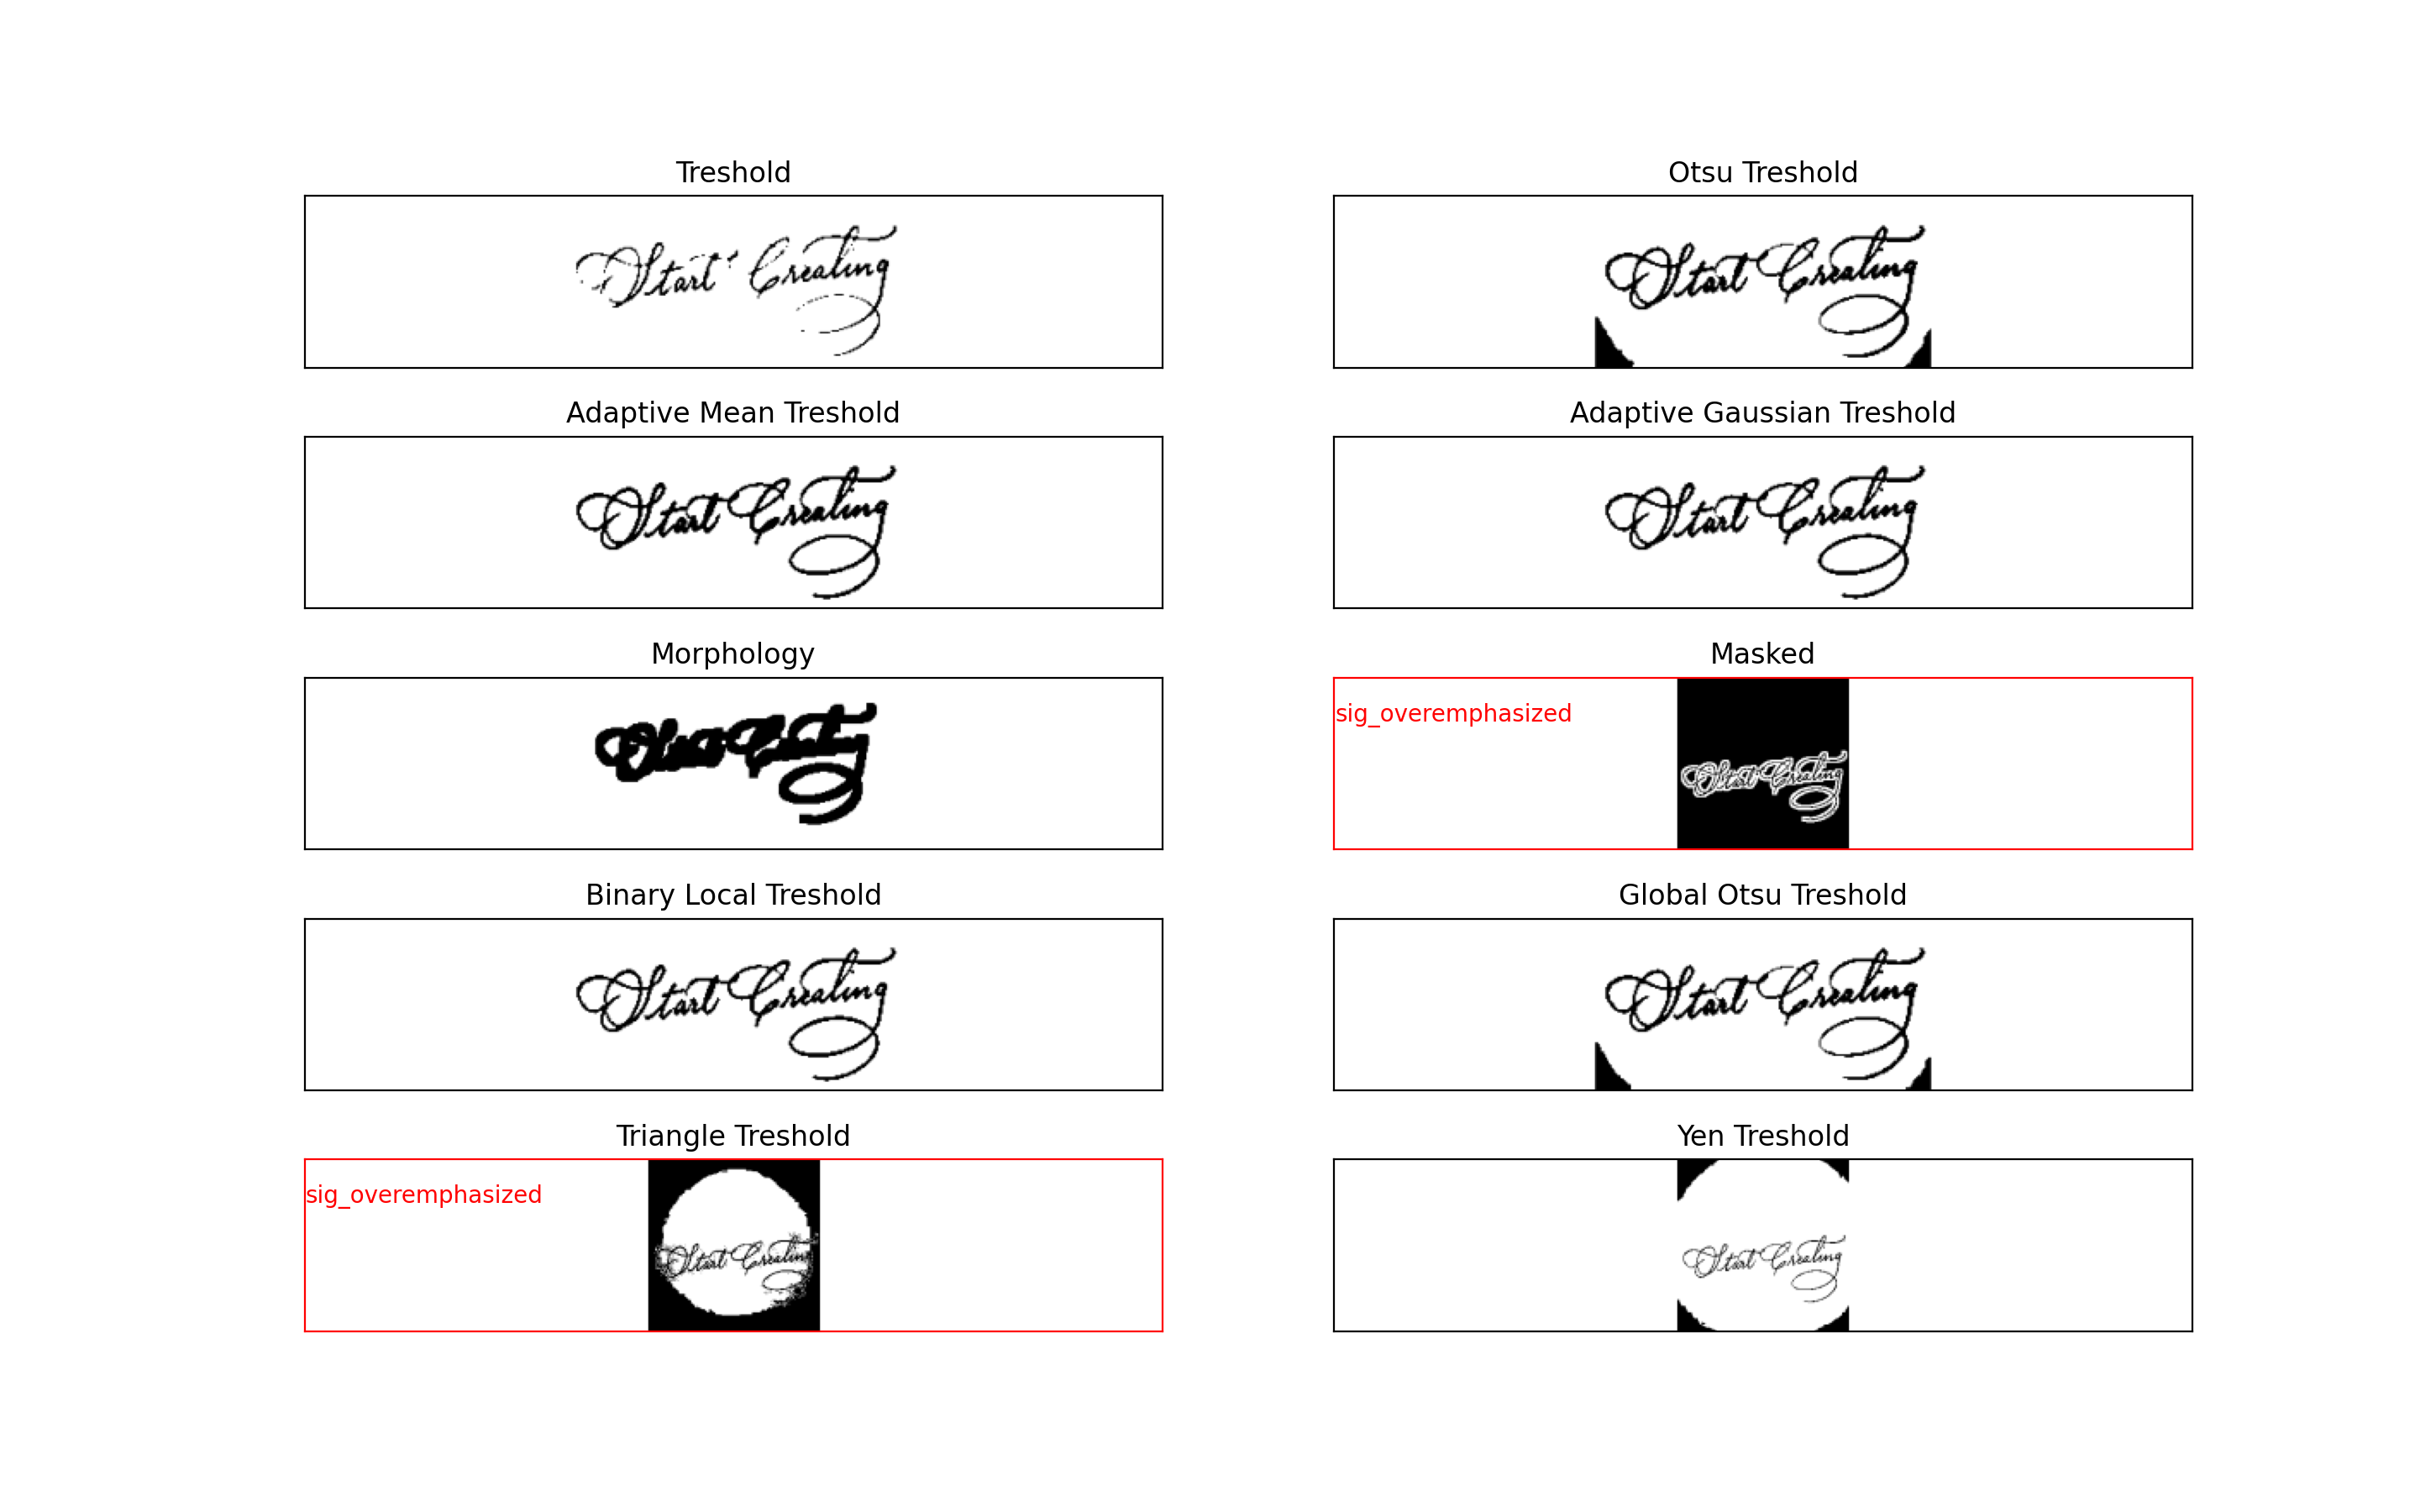 Treshold
Start Creating
Otsu Treshold
Start Creating
Adaptive Mean Treshold
Start Creating
Adaptive Gaussian Treshold
Start Creating
Morphology
Masked
sig_overemphasized
Start Creating
Binary Local Treshold
Start Creating
Global Otsu Treshold
Start Creating
Triangle Treshold
sig_overemphasized
Start Creating
Yen Treshold
Start Creating